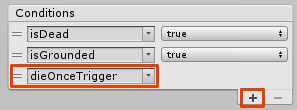 Conditions
isDead true
isGrounded true
dieOnceTrigger
+ −